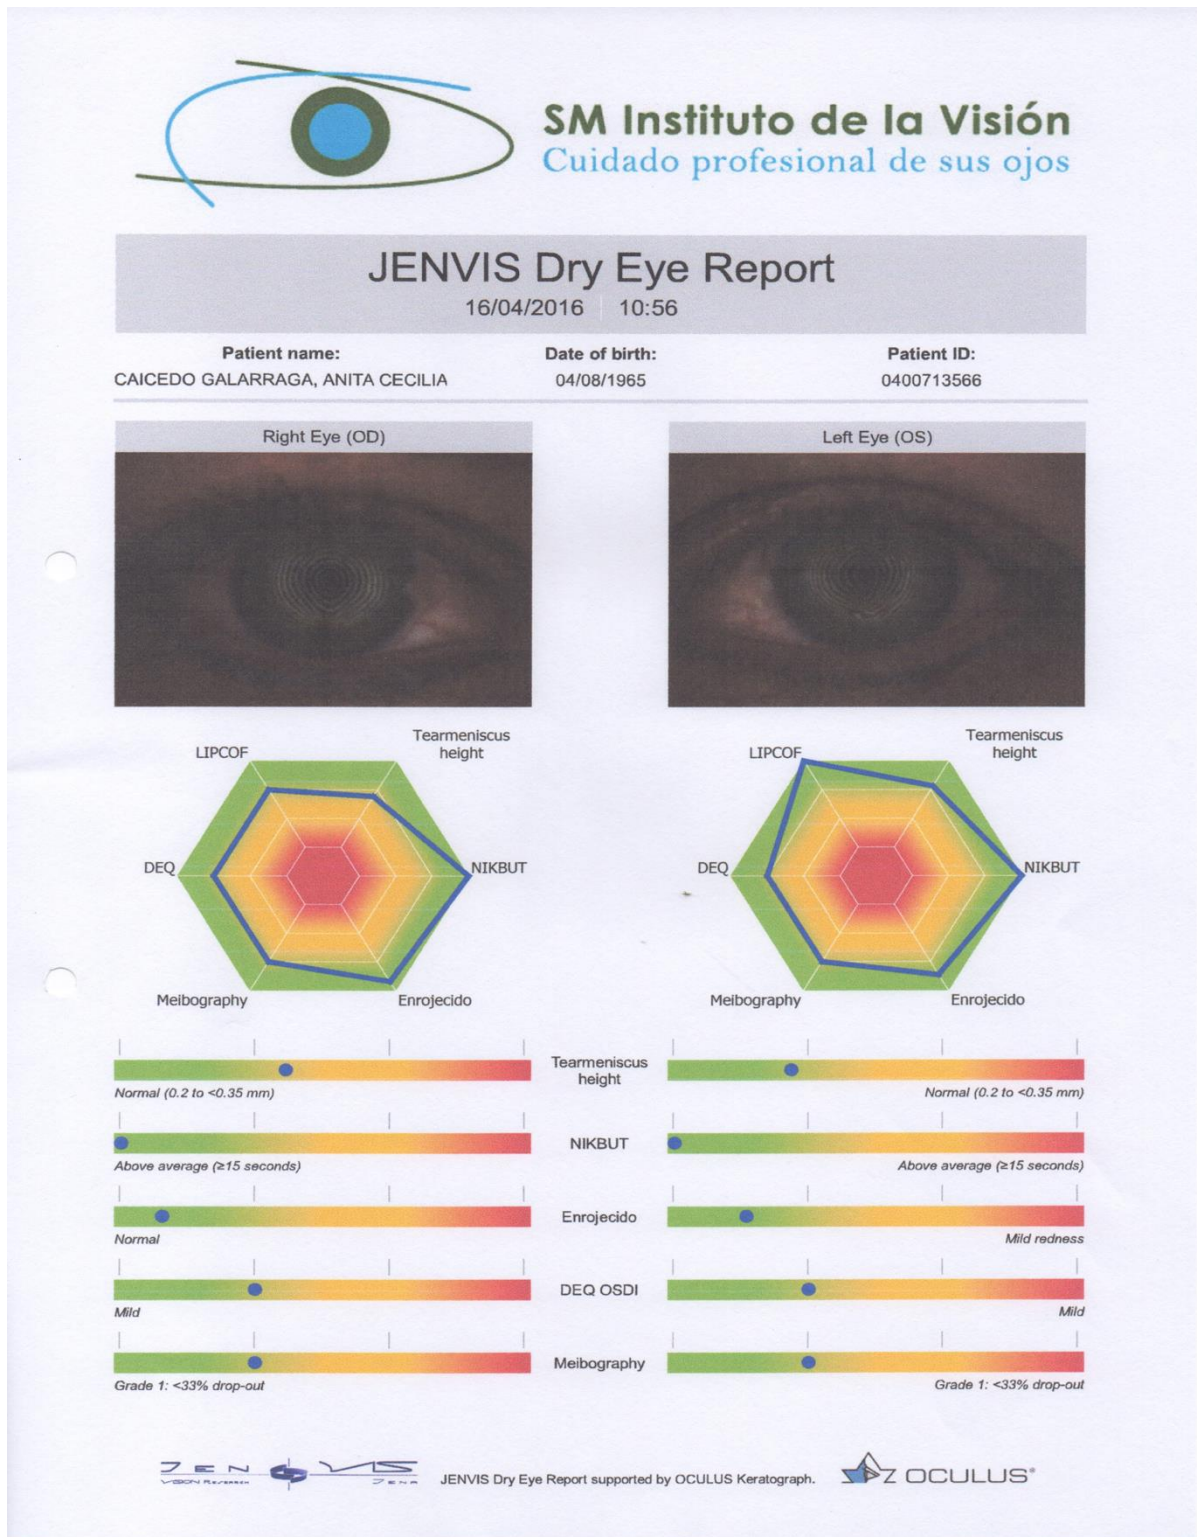 SM Instituto de la Visión
Cuidado profesional de sus ojos
JENVIS Dry Eye Report
16/04/2016 10:56
Patient name: Date of birth: Patient ID:
CAICEDO GALARRAGA, ANITA CECILIA 04/08/1965 0400713566
Right Eye (OD)
Left Eye (OS)
LIPCOF
Tearmeniscus
height
DEQ
NIKBUT
Meibography
Enrojecido
LIPCOF
Tearmeniscus
height
DEQ
NIKBUT
Meibography
Enrojecido
Tearmeniscus
height
Normal (0.2 to <0.35 mm) Normal (0.2 to <0.35 mm)
NIKBUT
Above average (≥15 seconds) Above average (≥15 seconds)
Enrojecido
Normal Mild redness
DEQ OSDI
Mild Mild
Meibography
Grade 1: <33% drop-out Grade 1: <33% drop-out
JEN VIS
VISION RESEARCH JENA
JENVIS Dry Eye Report supported by OCULUS Keratograph.
OCULUS®